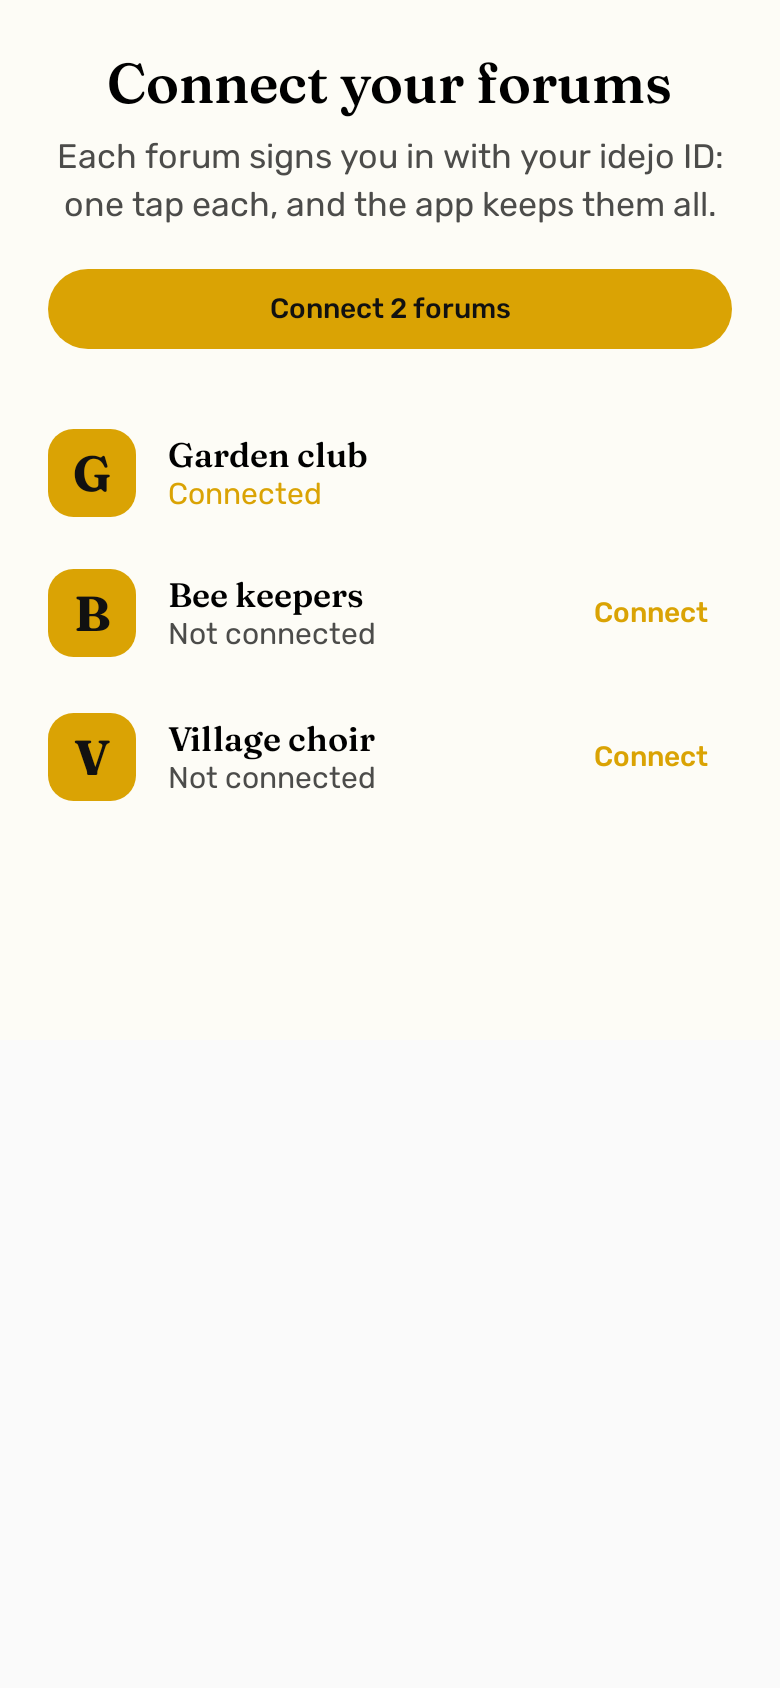 Connect your forums
Each forum signs you in with your idejo ID:
one tap each, and the app keeps them all.
Connect 2 forums
G
Garden club
Connected
B
Bee keepers
Not connected
Connect
V
Village choir
Not connected
Connect